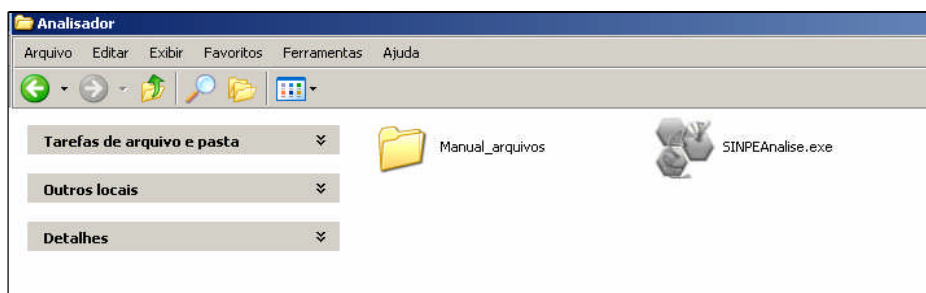 Analisador
Arquivo Editar Exibir Favoritos Ferramentas Ajuda
Tarefas de arquivo e pasta
Outros locais
Detalhes
Manual_arquivos
SINPEAnalise.exe